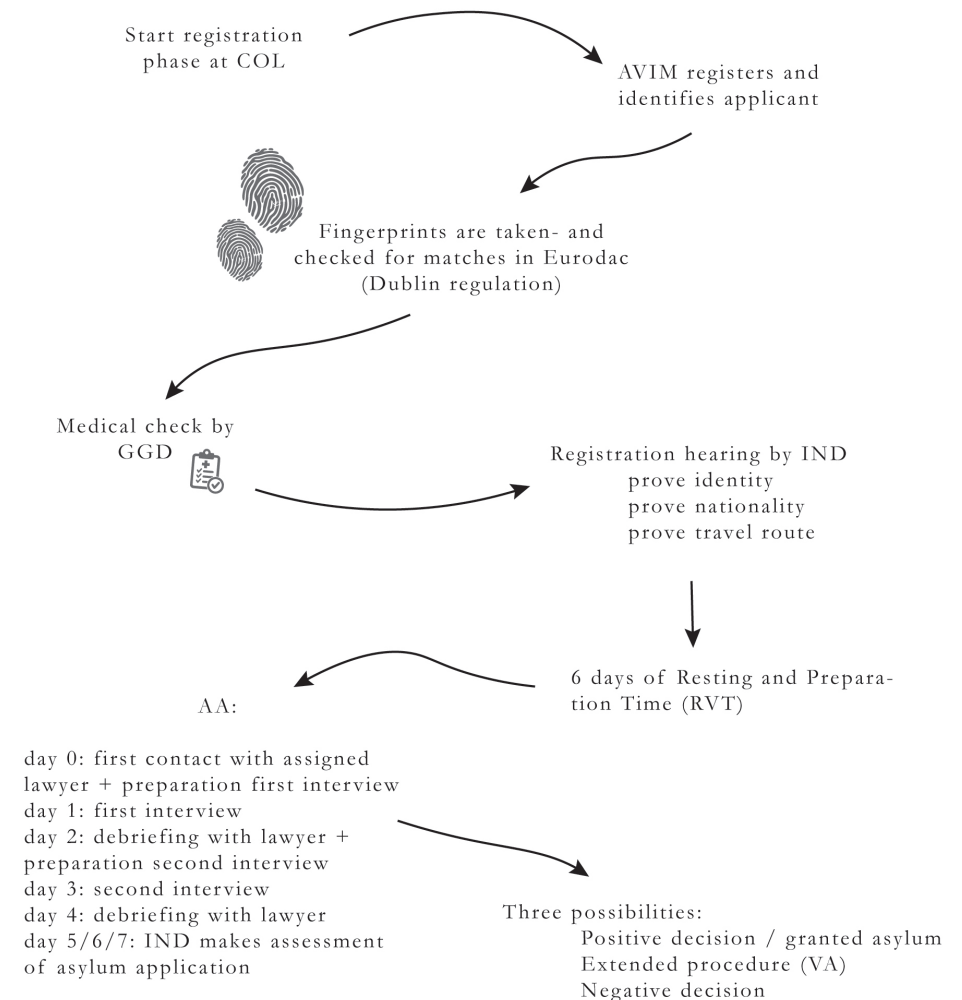 Start registration
phase at COL
AVIM registers and
identifies applicant
Fingerprints are taken- and
checked for matches in Eurodac
(Dublin regulation)
Medical check by
GGD
Registration hearing by IND
prove identity
prove nationality
prove travel route
6 days of Resting and Prepara-
tion Time (RVT)
AA:
day 0: first contact with assigned
lawyer + preparation first interview
day 1: first interview
day 2: debriefing with lawyer +
preparation second interview
day 3: second interview
day 4: debriefing with lawyer
day 5/6/7: IND makes assessment
of asylum application
Three possibilities:
Positive decision / granted asylum
Extended procedure (VA)
Negative decision